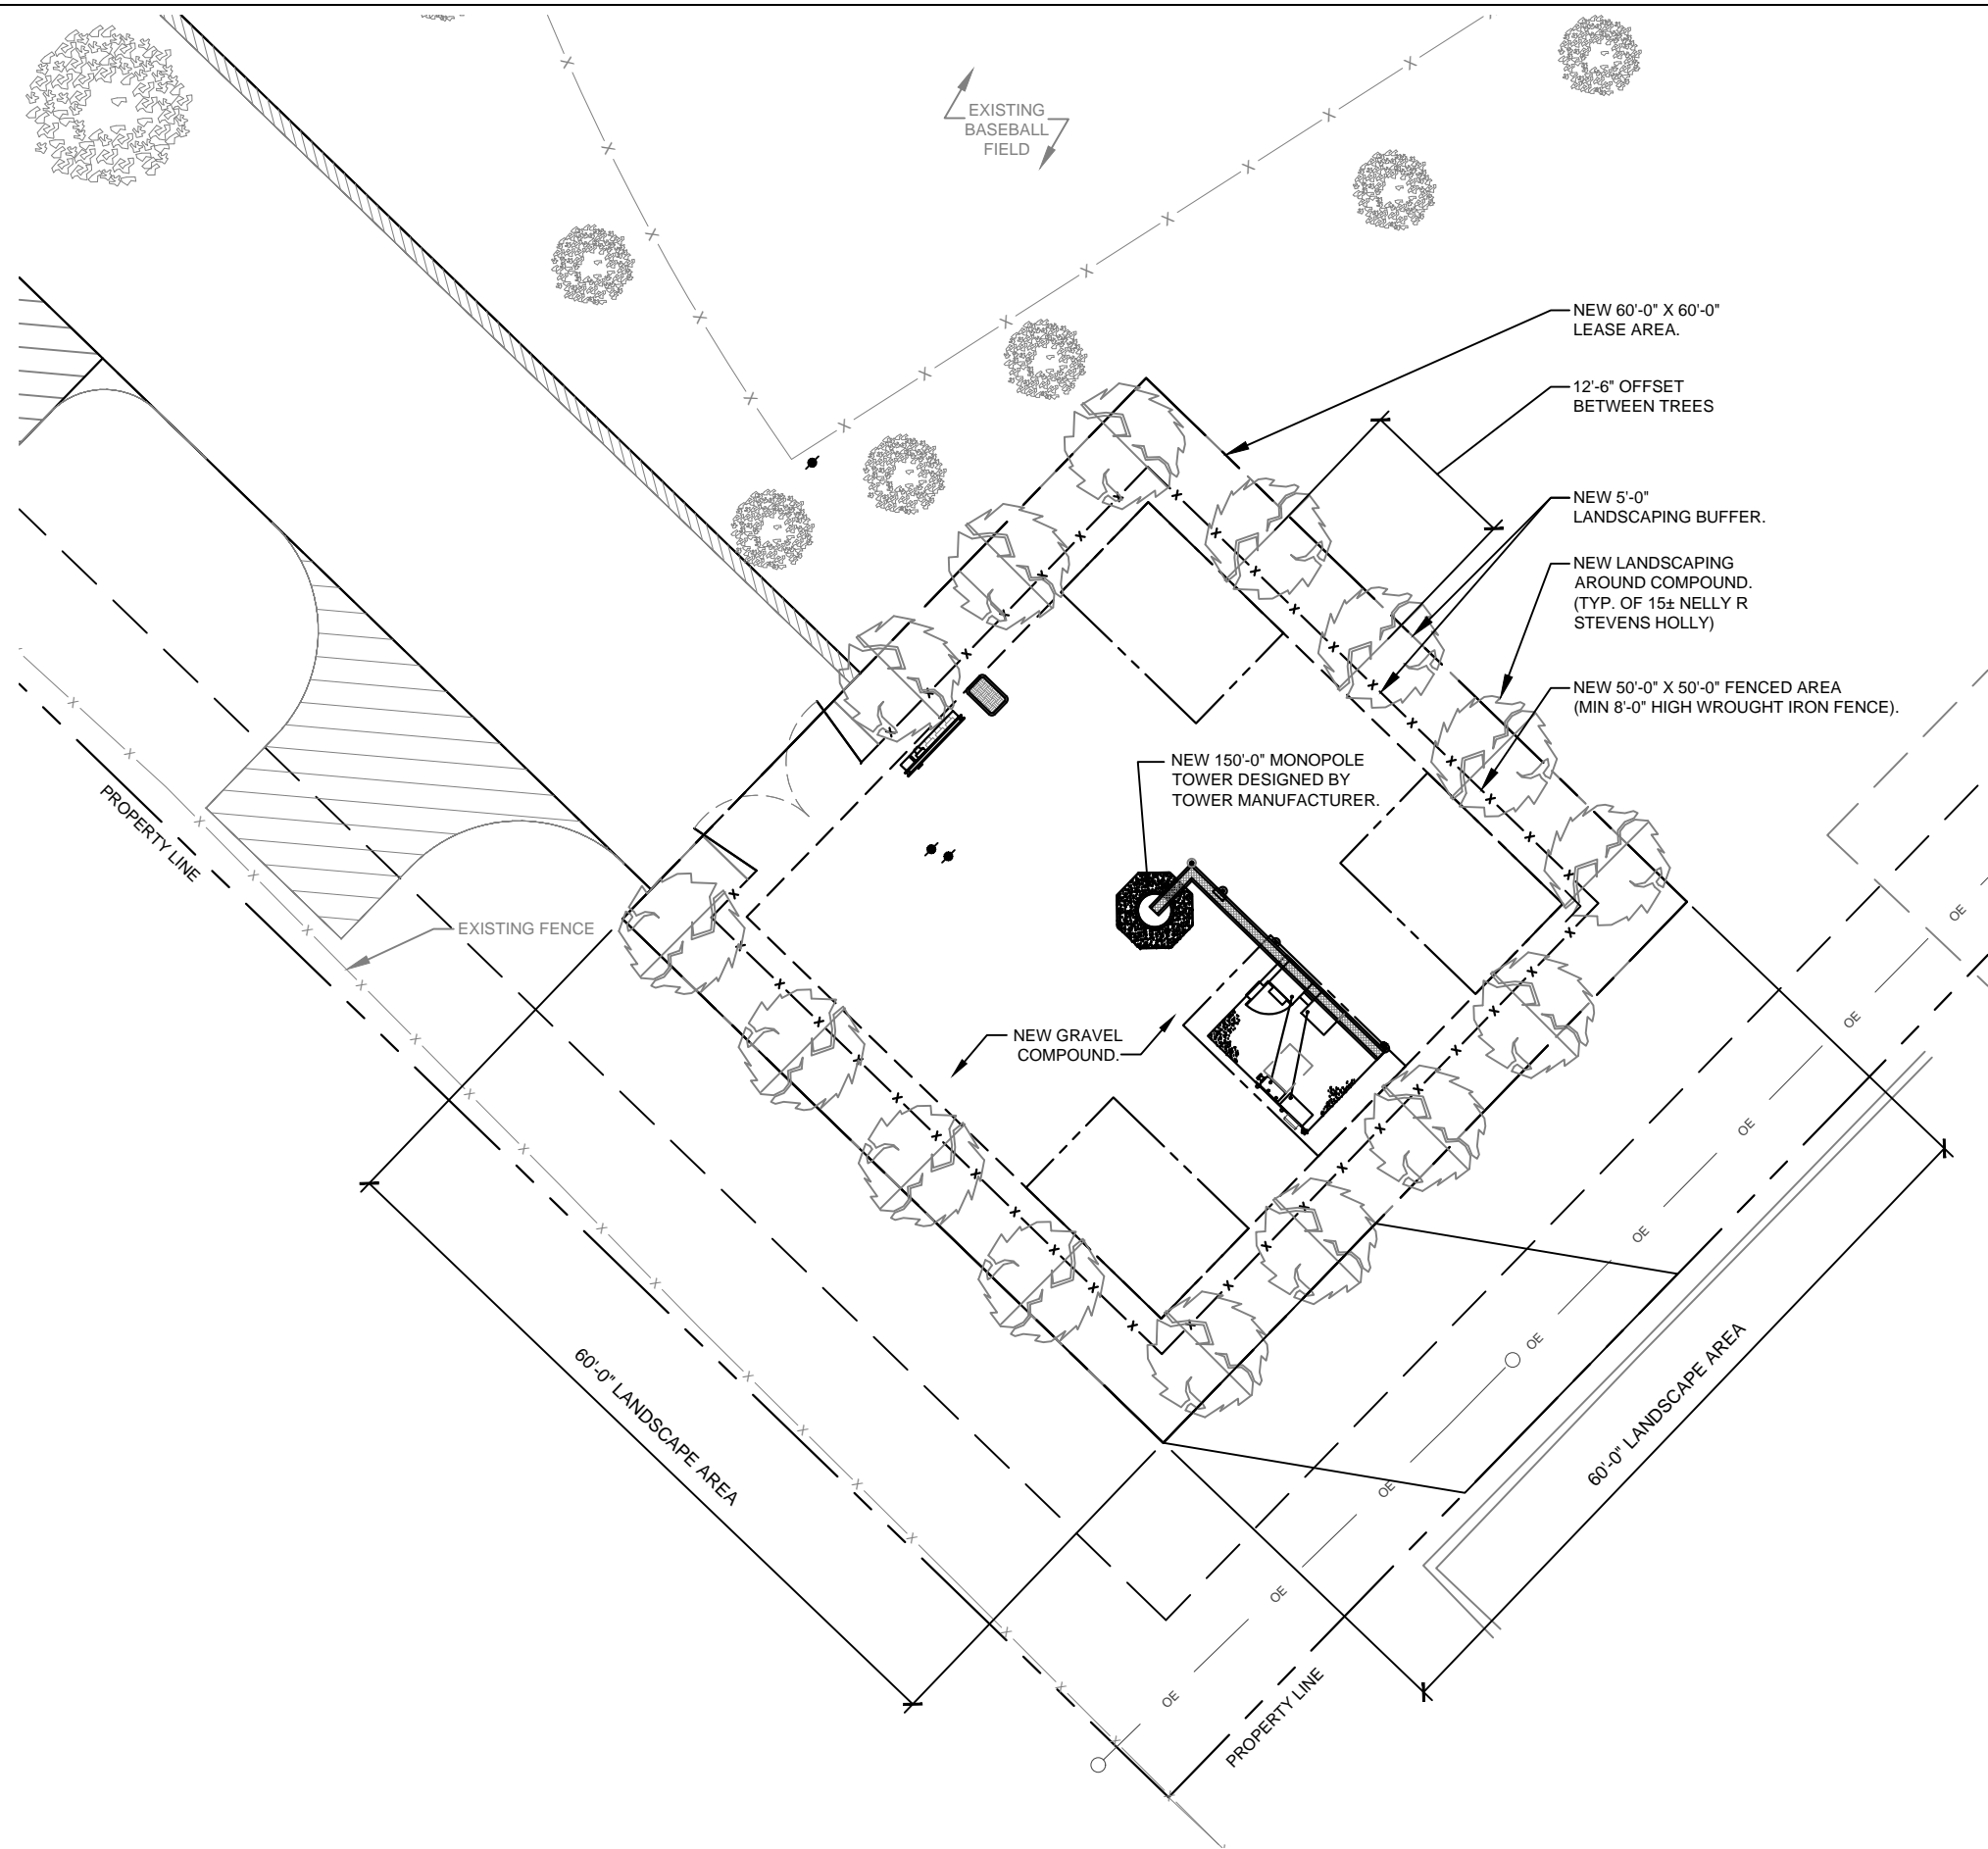 EXISTING
BASEBALL
FIELD
NEW 60'-0" X 60'-0"
LEASE AREA.
12'-6" OFFSET
BETWEEN TREES
NEW 5'-0"
LANDSCAPING BUFFER.
NEW LANDSCAPING
AROUND COMPOUND.
(TYP. OF 15± NELLY R
STEVENS HOLLY)
NEW 50'-0" X 50'-0" FENCED AREA
(MIN 8'-0" HIGH WROUGHT IRON FENCE).
NEW 150'-0" MONOPOLE
TOWER DESIGNED BY
TOWER MANUFACTURER.
PROPERTY LINE
EXISTING FENCE
NEW GRAVEL
COMPOUND.
OE
OE
OE
OE
OE
OE
OE
OE
60'-0" LANDSCAPE AREA
60'-0" LANDSCAPE AREA
PROPERTY LINE